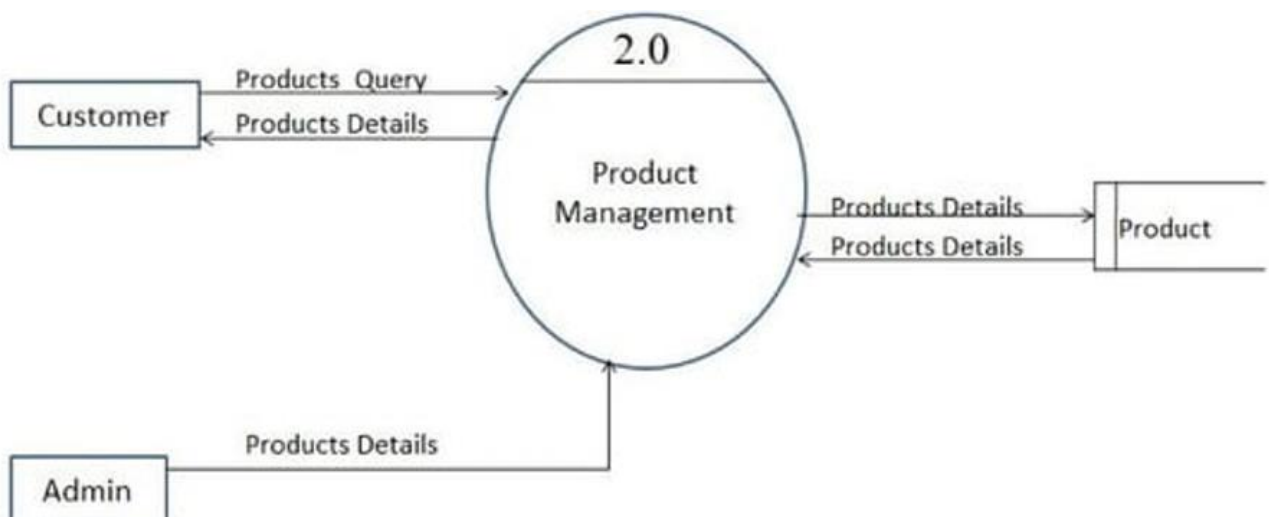 2.0
Products Query
Customer
Products Details
Product
Management
Products Details
Product
Products Details
Products Details
Admin